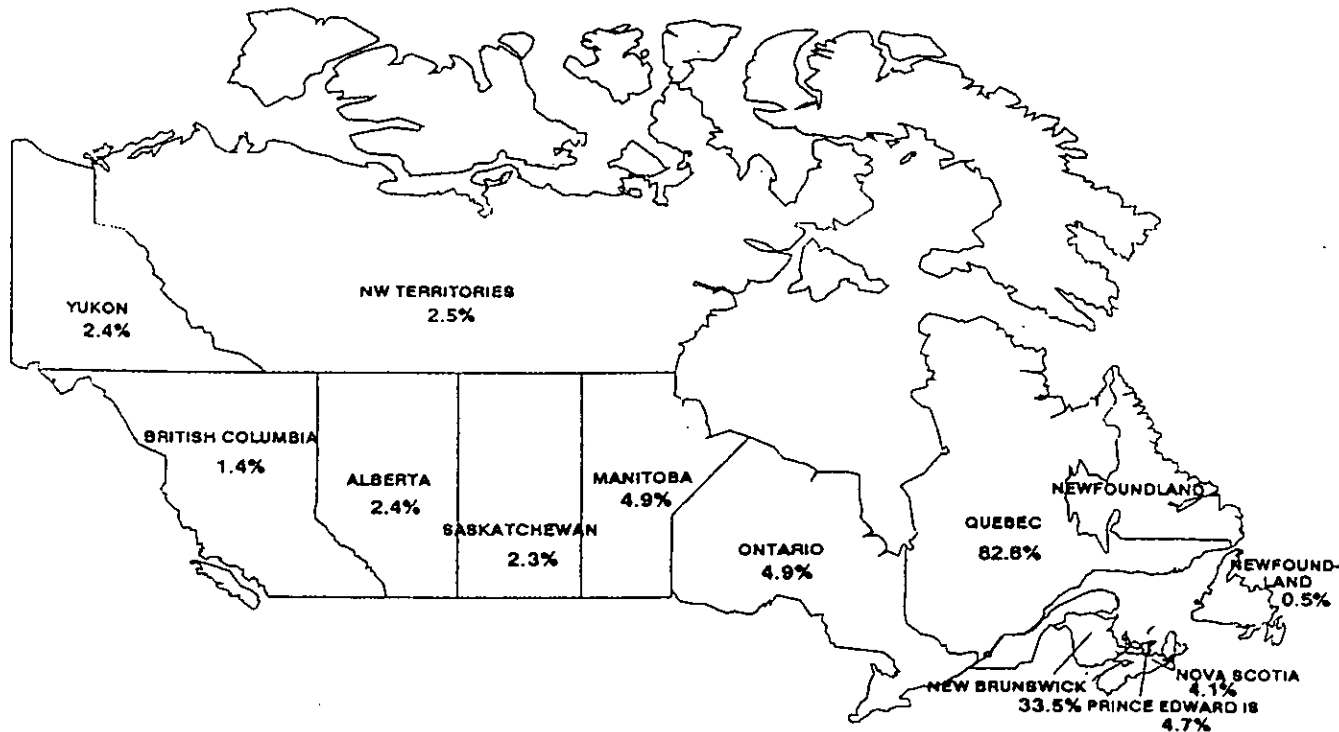 NW TERRITORIES
2.5%
YUKON
2.4%
BRITISH COLUMBIA
1.4%
ALBERTA
2.4%
SASKATCHEWAN
2.3%
MANITOBA
4.9%
ONTARIO
4.9%
QUEBEC
82.8%
NEWFOUNDLAND
NEWFOUND-
LAND
0.5%
NEW BRUNSWICK
33.5%
NOVA SCOTIA
4.1%
PRINCE EDWARD IS
4.7%